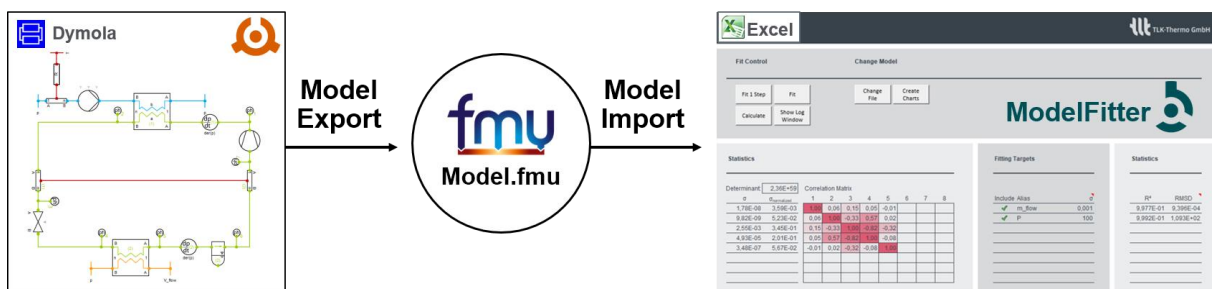 Dymola
Model
Export
fmu
Model.fmu
Model
Import
Excel
TLK-Thermo GmbH
Fit Control
Change Model
Fit 1 Step
Fit
Change
File
Create
Charts
Calculate
Show Log
Window
ModelFitter
Statistics
Determinant 2,36E+59 Correlation Matrix
σ σnormalized 1 2 3 4 5 6 7 8
1,78E-08 3,59E-03 1,00 0,06 0,15 0,05 -0,01
9,82E-09 5,23E-02 0,06 1,00 -0,33 0,57 0,02
2,55E-03 3,45E-01 0,15 -0,33 1,00 -0,62 -0,32
4,93E-05 2,01E-01 0,05 0,57 -0,62 1,00 -0,08
3,48E-07 5,67E-02 -0,01 0,02 -0,32 -0,08 1,00
Fitting Targets
Include Alias σ
m_flow 0,001
P 100
Statistics
R² RMSD
9,977E-01 9,396E-04
9,992E-01 1,093E+02